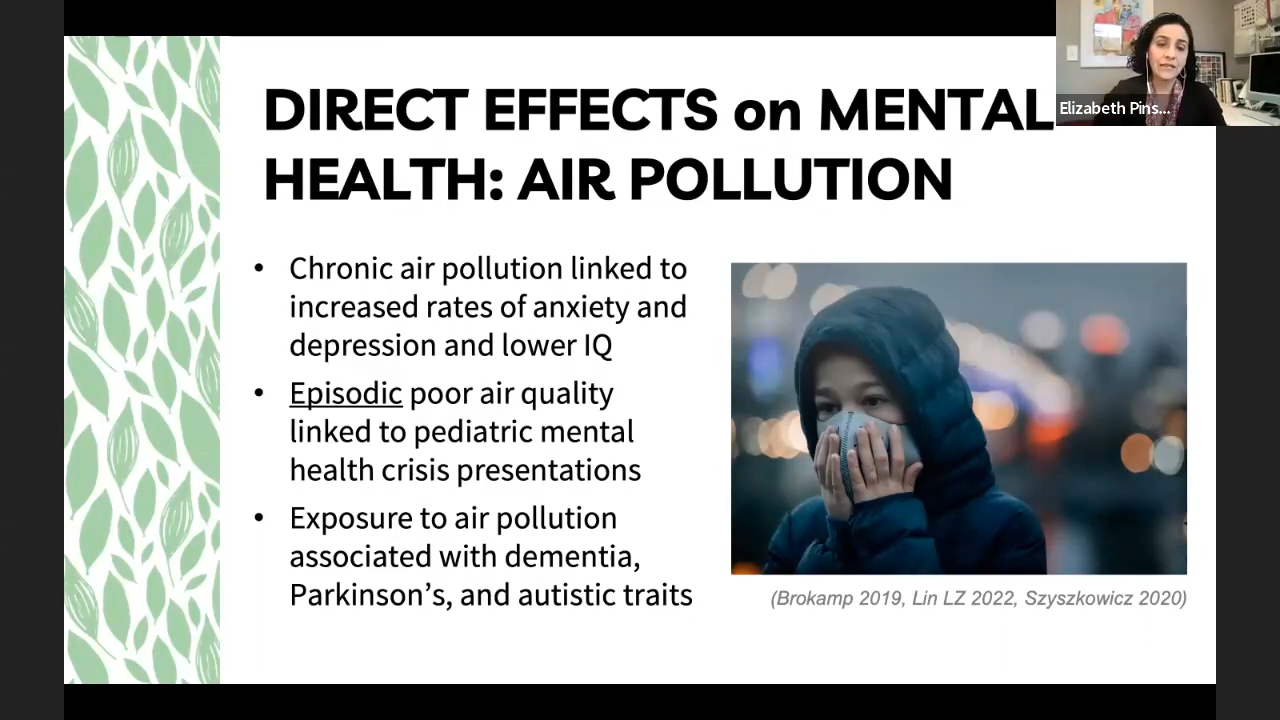 DIRECT EFFECTS on MENTAL
HEALTH: AIR POLLUTION
Elizabeth Pins...
• Chronic air pollution linked to
increased rates of anxiety and
depression and lower IQ
• Episodic poor air quality
linked to pediatric mental
health crisis presentations
• Exposure to air pollution
associated with dementia,
Parkinson’s, and autistic traits
(Brokamp 2019, Lin LZ 2022, Szyszkowicz 2020)